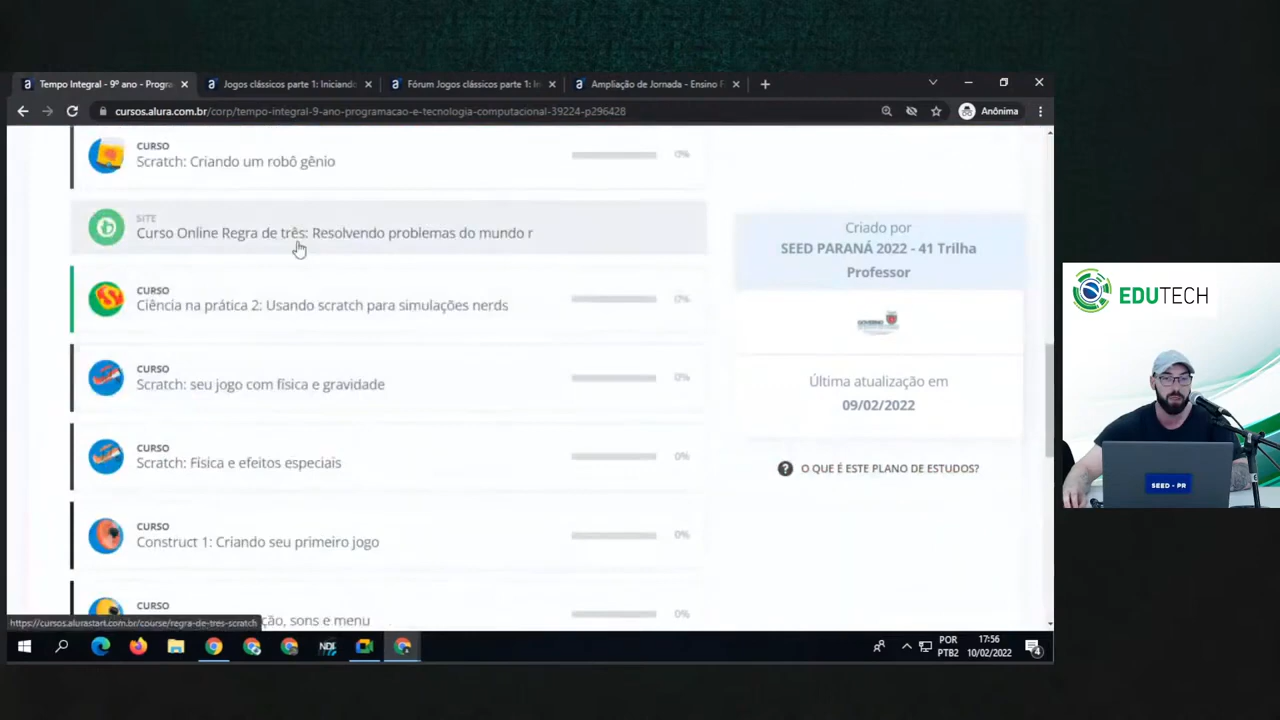 Tempo Integral - 9º ano - Progra
Jogos clássicos parte 1: Iniciand
Fórum Jogos clássicos parte 1: In
Ampliação de Jornada - Ensino F
cursos.alura.com.br/corp/tempo-integral-9-ano-programacao-e-tecnologia-computacional-39224-p296428
Anônima
CURSO
Scratch: Criando um robô gênio
0%
SITE
Curso Online Regra de três: Resolvendo problemas do mundo r
CURSO
Ciência na prática 2: Usando scratch para simulações nerds
0%
CURSO
Scratch: seu jogo com física e gravidade
0%
CURSO
Scratch: Física e efeitos especiais
0%
CURSO
Construct 1: Criando seu primeiro jogo
0%
CURSO
ção, sons e menu
0%
Criado por
SEED PARANÁ 2022 - 41 Trilha
Professor
GOVERNO
Última atualização em
09/02/2022
? O QUE É ESTE PLANO DE ESTUDOS?
https://cursos.alurastart.com.br/course/regra-de-tres-scratch
NDI
POR
PTB2
17:56
10/02/2022
4
EDUTECH
SEED - PR